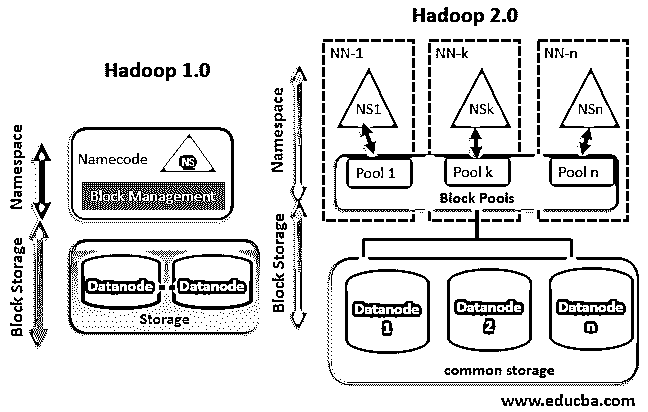 Hadoop 1.0
Namespace
Block Storage
Namecode
NS
Block Management
Datanode
Datanode
Storage
Hadoop 2.0
Namespace
Block Storage
NN-1
NN-k
NN-n
NS1
NSk
NSn
Pool 1
Pool k
Pool n
Block Pools
Datanode
1
Datanode
2
Datanode
n
common storage
www.educba.com